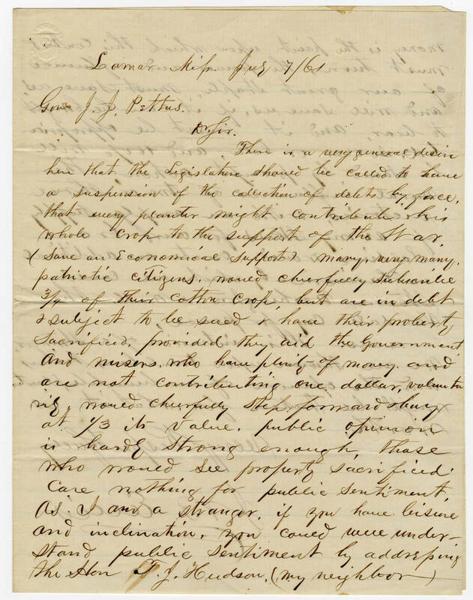 Lamar Miss July 7/61
Gov. J. J. Pettus.
Dr Sir.
There is a very general desire
here that the Legislature should be called to have
a suspension of the collection of debts by force,
that every planter might contribute his
whole crop to the support of the War.
(save an Economical support) many, very many,
patriotic citizens, would cheerfully subscribe
3/4 of their cotton crop, but are in debt
& subject to be sued & have their property
sacrificed, provided they aid the Government
And misers, who have plenty of money and
are not contributing one dollar, voluntar
ily would cheerfully step forward & buy
at 1/3 its value. public opinion
is hardly strong enough, those
who would see property sacrificed
care nothing for public sentiment,
As I am a stranger, if you have leisure
and inclination, you could well under-
stand public sentiment by addressing
the Hon T. J. Hudson, (my neighbor)